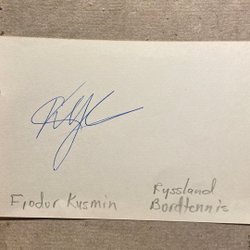 Fiodor Kusmin
Ryssland
Bordtennis